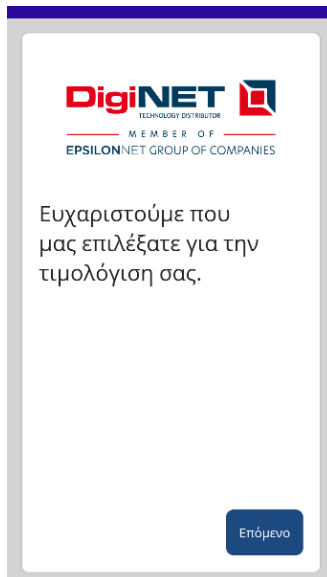 DigiNET
TECHNOLOGY DISTRIBUTOR
MEMBER OF
EPSILONNET GROUP OF COMPANIES
Ευχαριστούμε που
μας επιλέξατε για την
τιμολόγιση σας.
Επόμενο